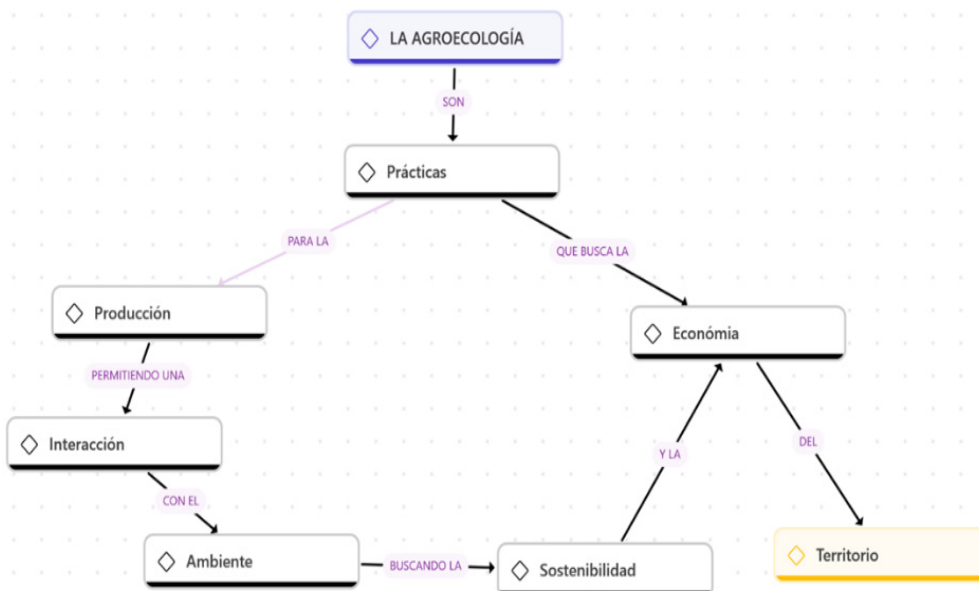 LA AGROECOLOGÍA
SON
Prácticas
PARA LA
QUE BUSCA LA
Producción
Económia
PERMITIENDO UNA
Interacción
Y LA
DEL
CON EL
Ambiente
BUSCANDO LA
Sostenibilidad
Territorio